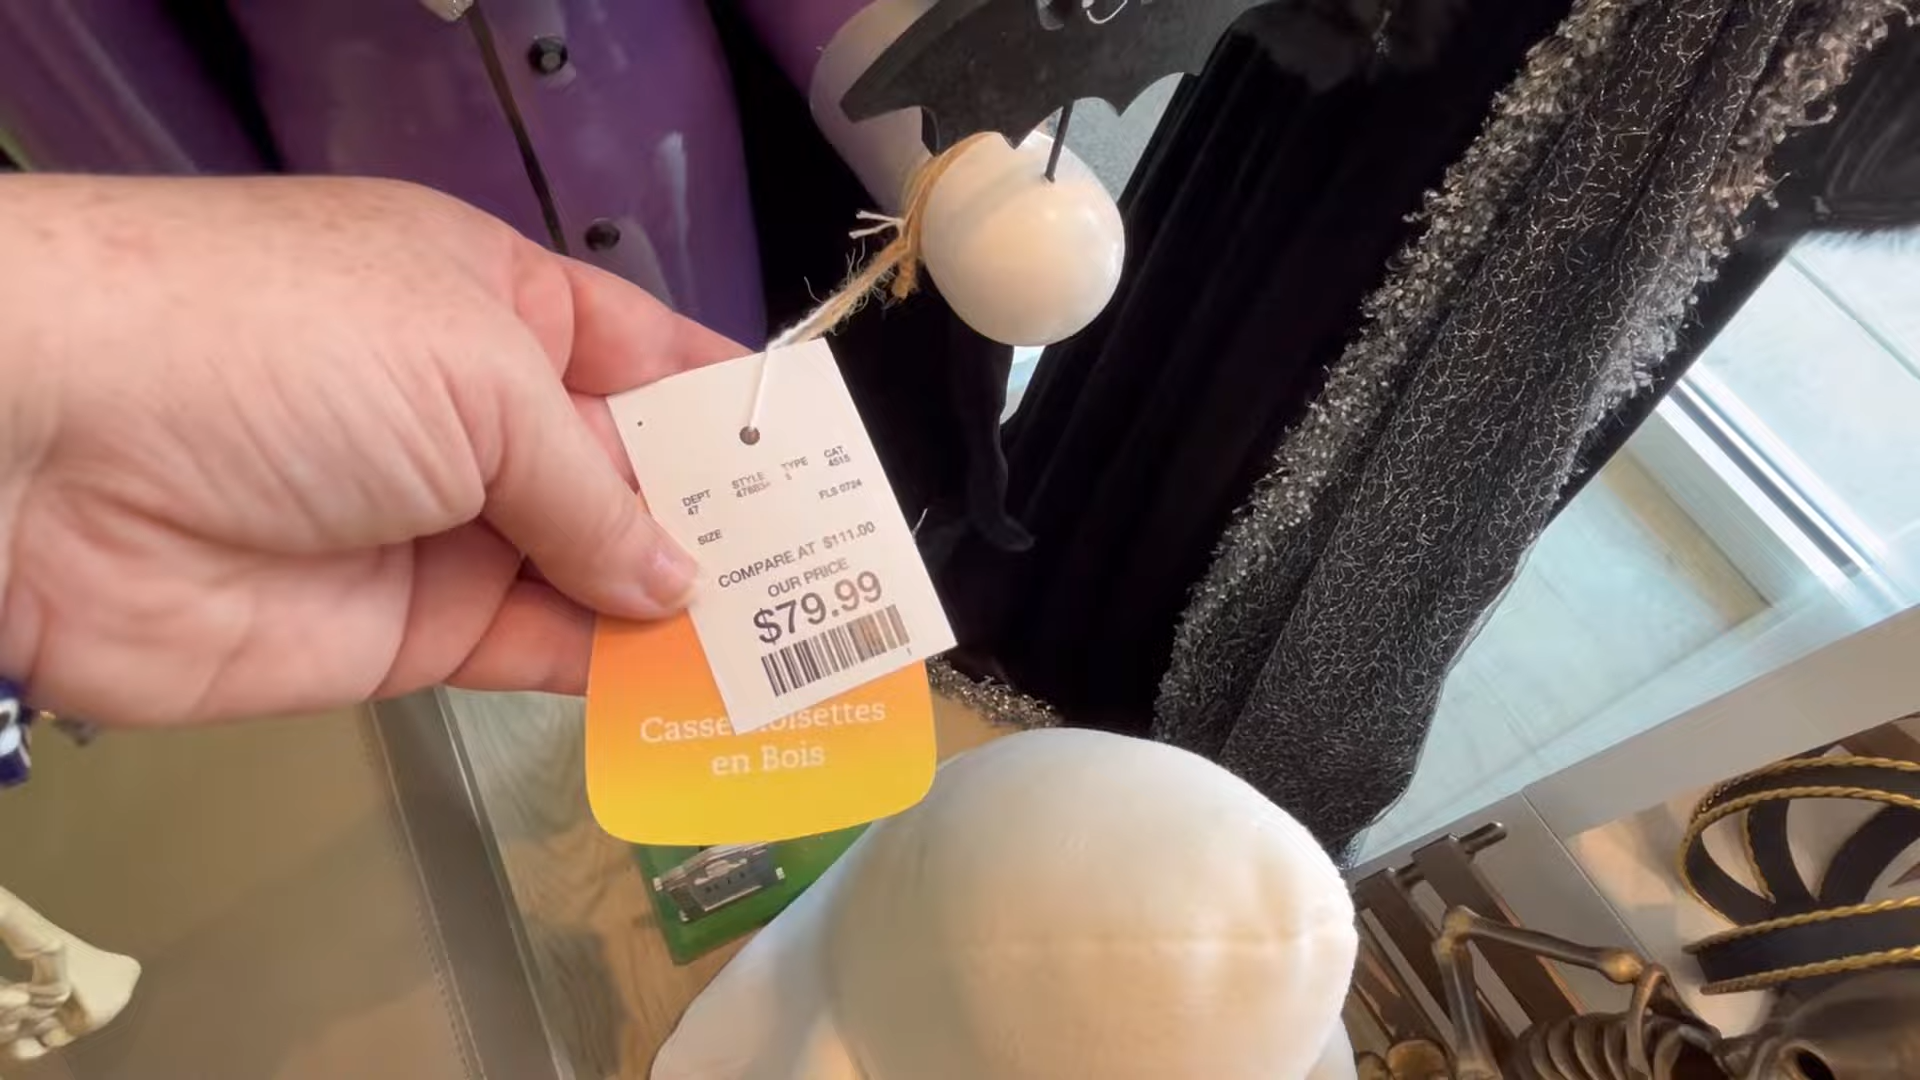 DEPT STYLE TYPE CAT.
47 4515
FLS 0724
SIZE
COMPARE AT $111.00
OUR PRICE
$79.99
en Bois